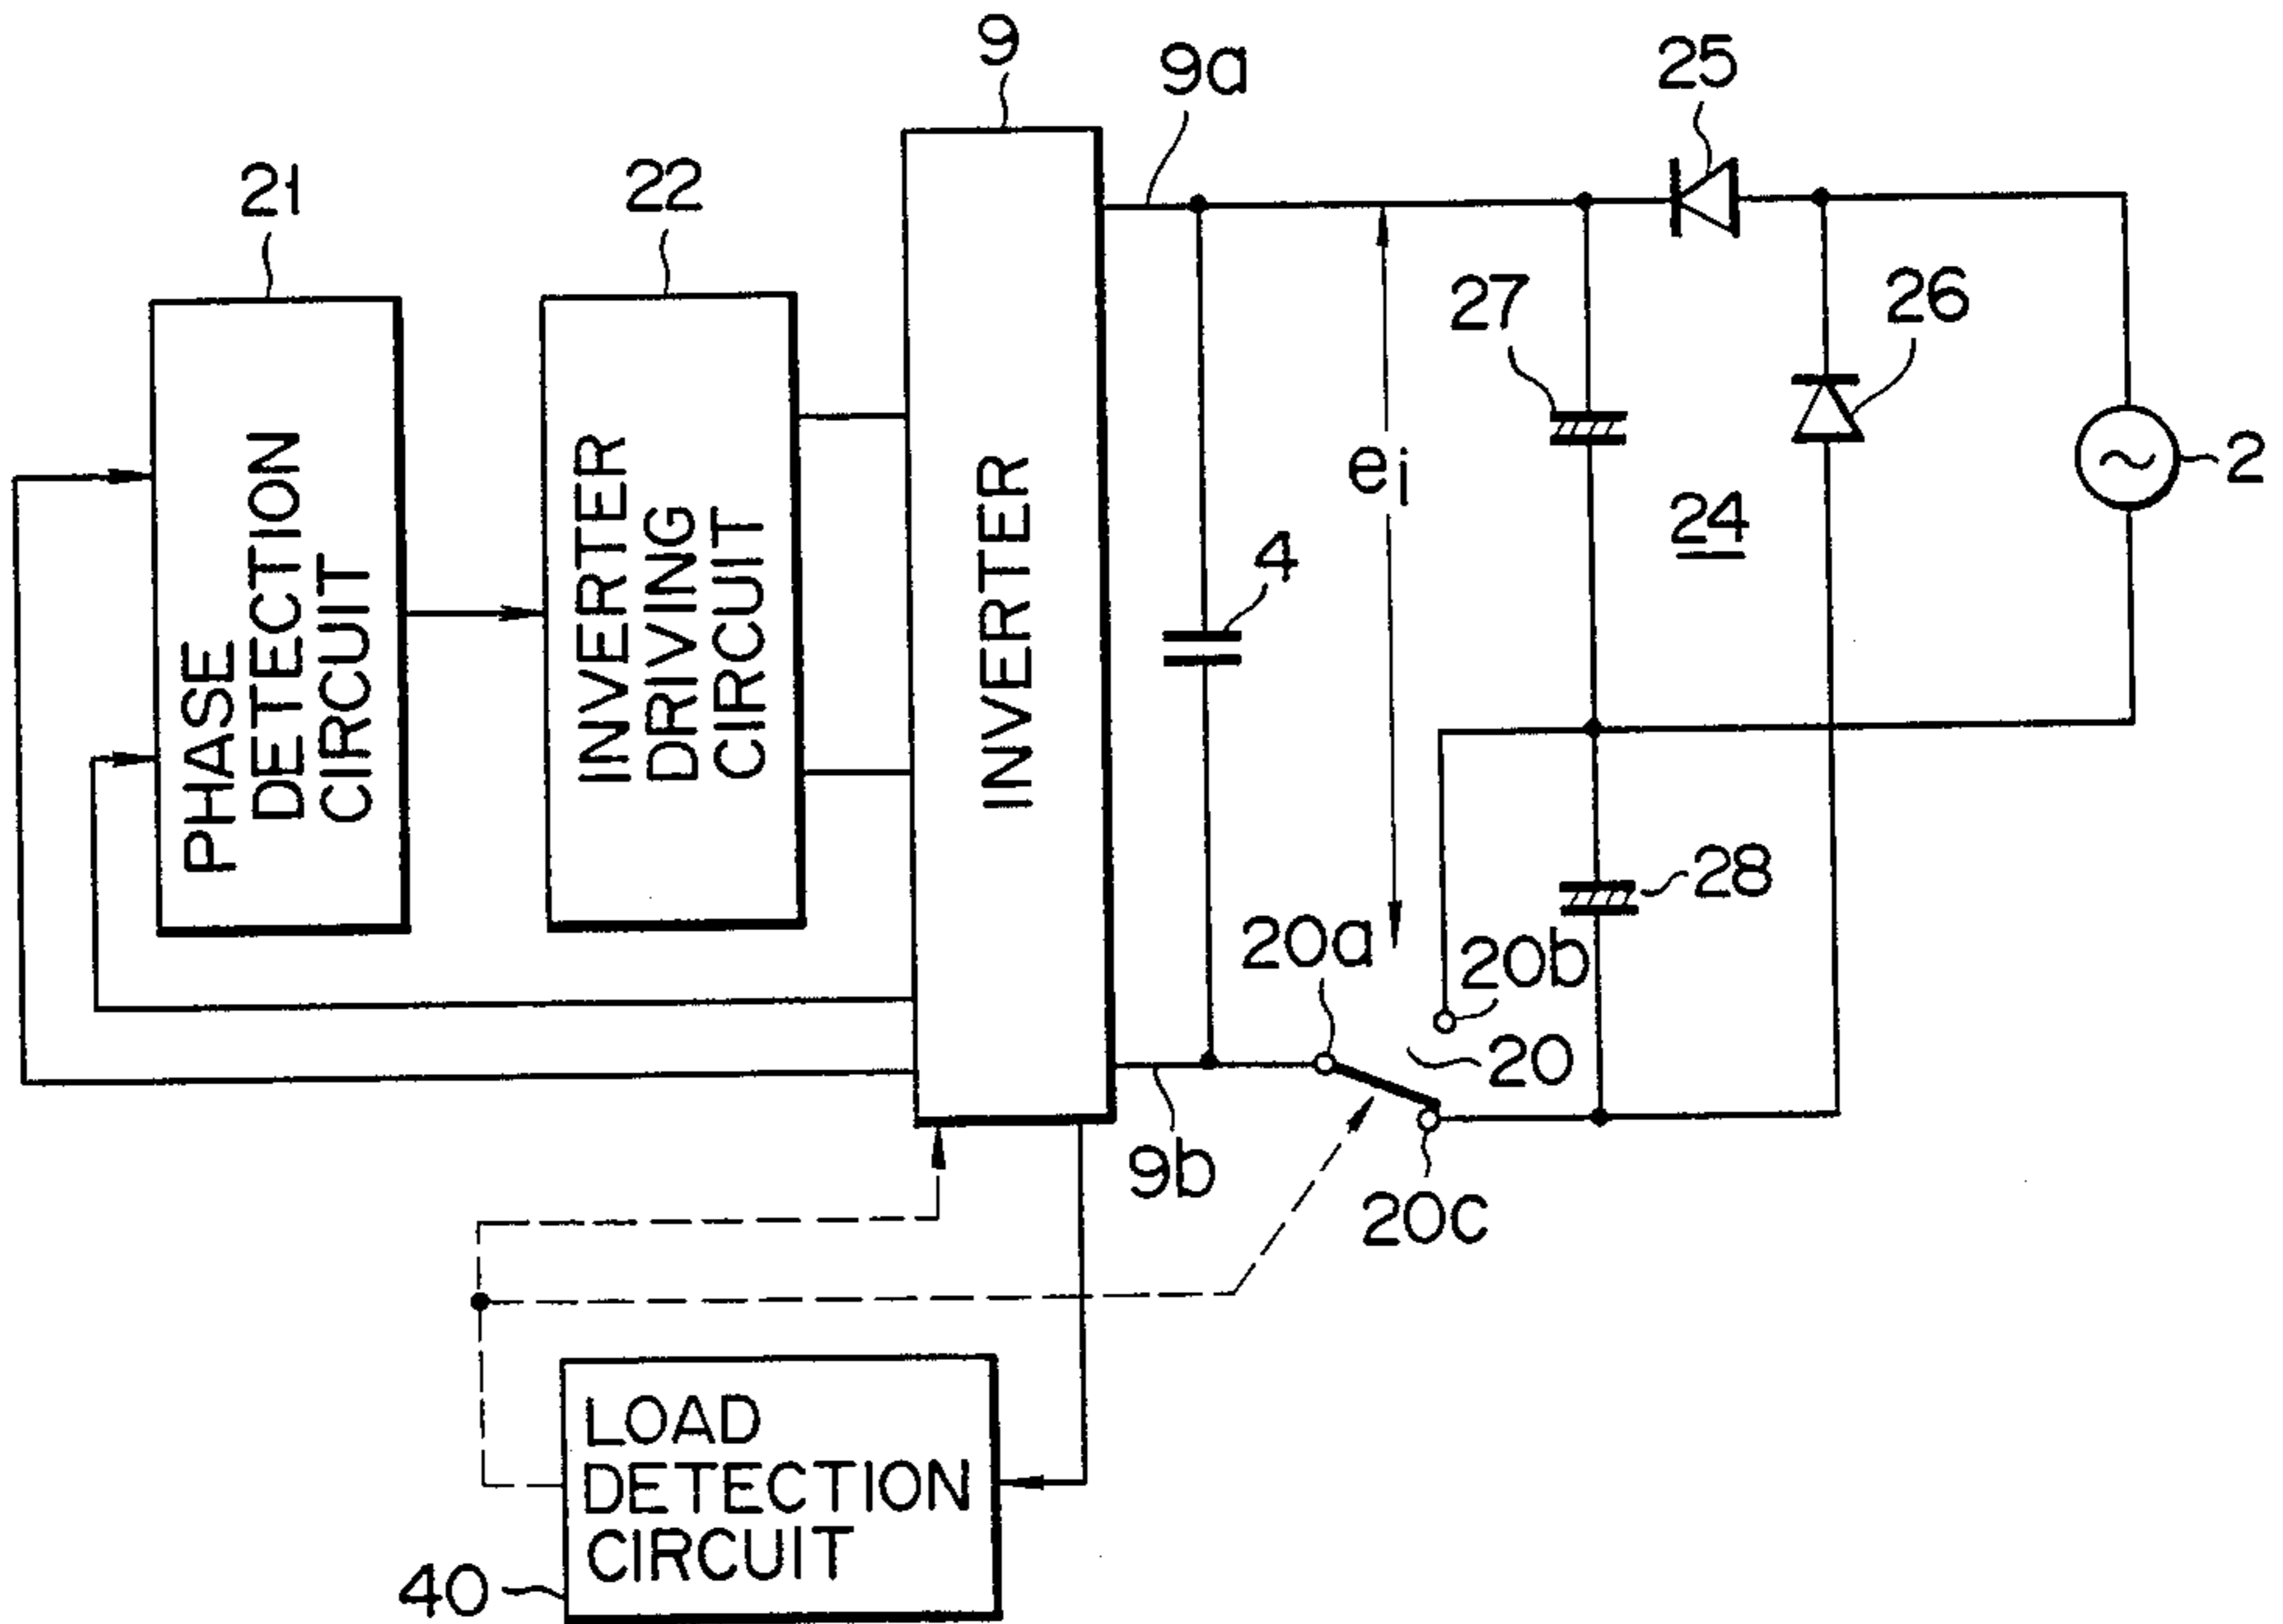 9
9a
25
21
22
27
26
2
24
4
ei
28
PHASE
DETECTION
CIRCUIT
INVERTER
DRIVING
CIRCUIT
INVERTER
20a
20b
20
9b
20c
LOAD
DETECTION
CIRCUIT
40